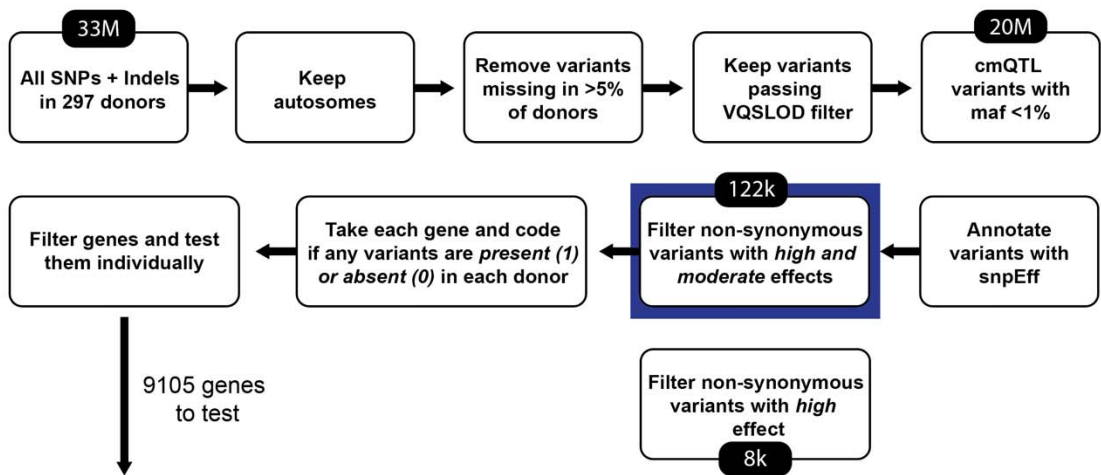 33M
All SNPs + Indels
in 297 donors
Keep
autosomes
Remove variants
missing in >5%
of donors
Keep variants
passing
VQSLOD filter
20M
cmQTL
variants with
maf <1%
Filter genes and test
them individually
Take each gene and code
if any variants are present (1)
or absent (0) in each donor
122k
Filter non-synonymous
variants with high and
moderate effects
Annotate
variants with
snpEff
9105 genes
to test
Filter non-synonymous
variants with high
effect
8k